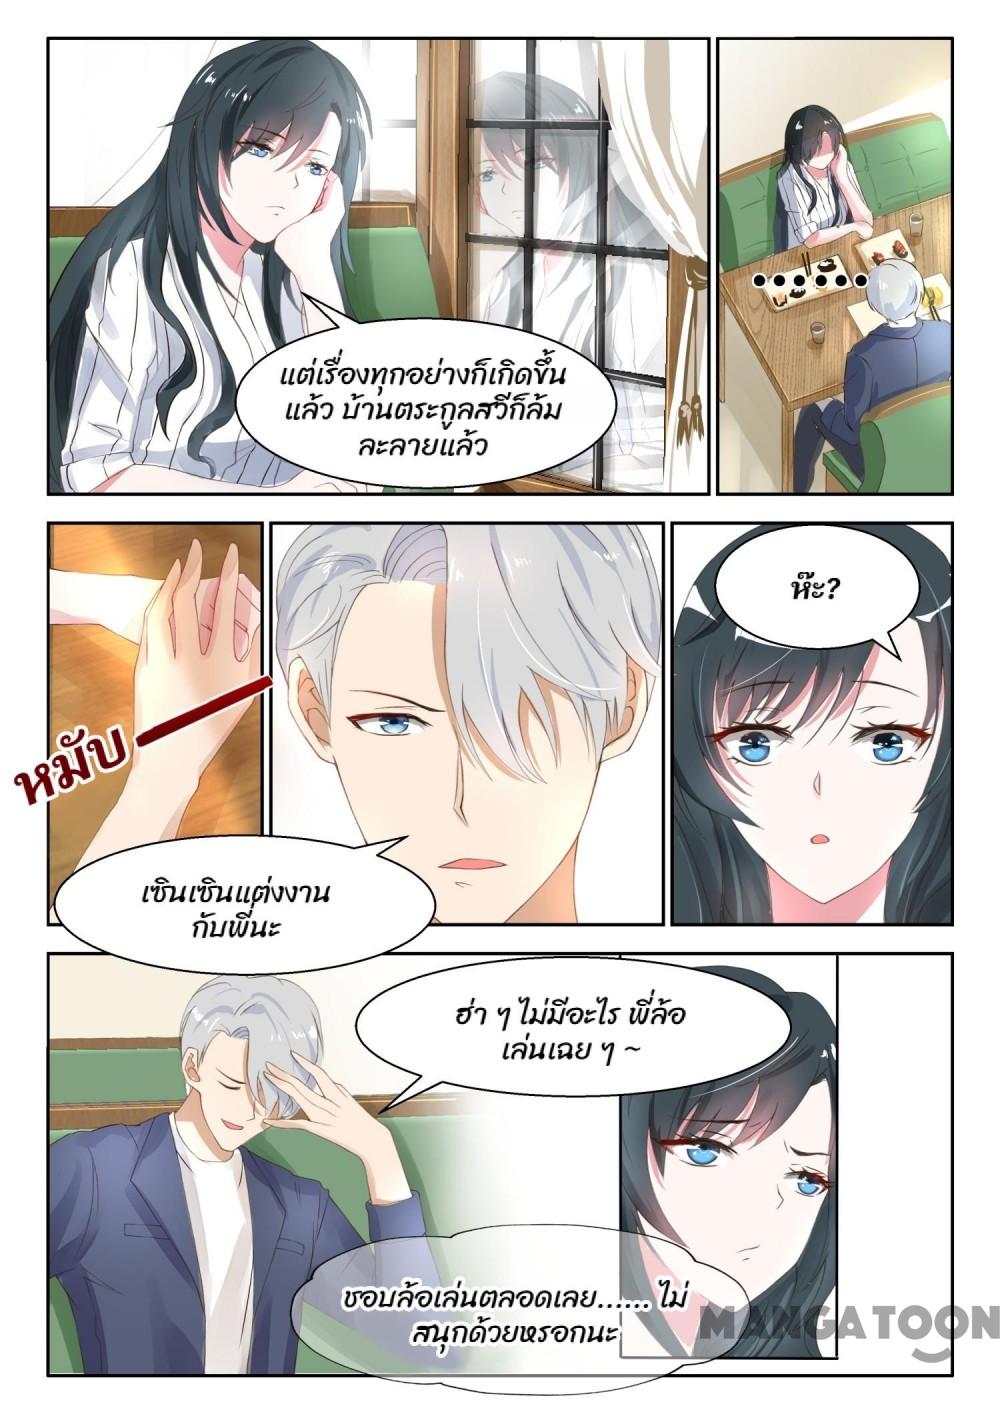 แต่เรื่องทุกอย่างก็เกิดขึ้น
แล้ว บ้านตระกูลสวีก็ล้ม
ละลายแล้ว
●●●●●●
หมับ
เซินเซินแต่งงาน
กับพี่นะ
ห๊ะ?
ฮ่า ๆ ไม่มีอะไร พี่ล้อ
เล่นเฉย ๆ ~
ชอบล้อเล่นตลอดเลย...... ไม่
สนุกด้วยหรอกนะ
MANGATOON